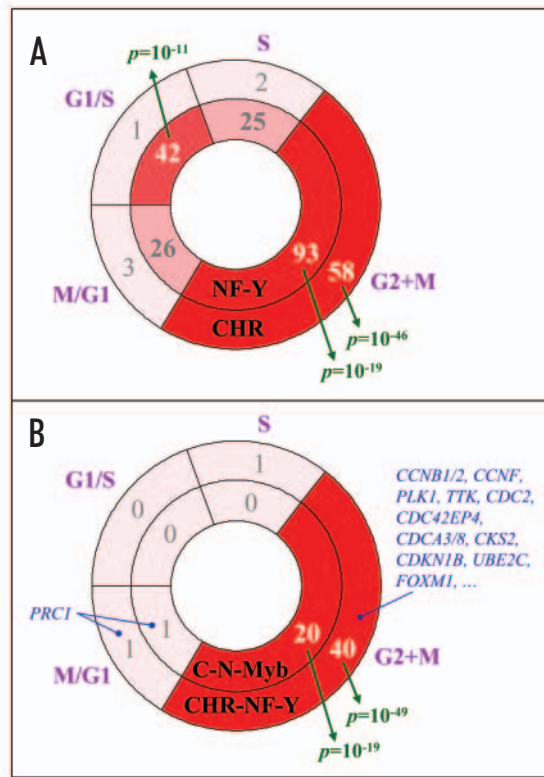 A
p=10-11
S
G1/S
2
1
25
42
26
93
58
3
NF-Y
G2+M
M/G1
CHR
p=10-46
p=10-19
B
S
G1/S
1
0
0
0
CCNB1/2, CCNF,
PLK1, TTK, CDC2,
CDC42EP4,
CDCA3/8, CKS2,
CDKN1B, UBE2C,
FOXM1, ...
PRC1
1
1
20
40
G2+M
M/G1
C-N-Myb
CHR-NF-Y
p=10-49
p=10-19